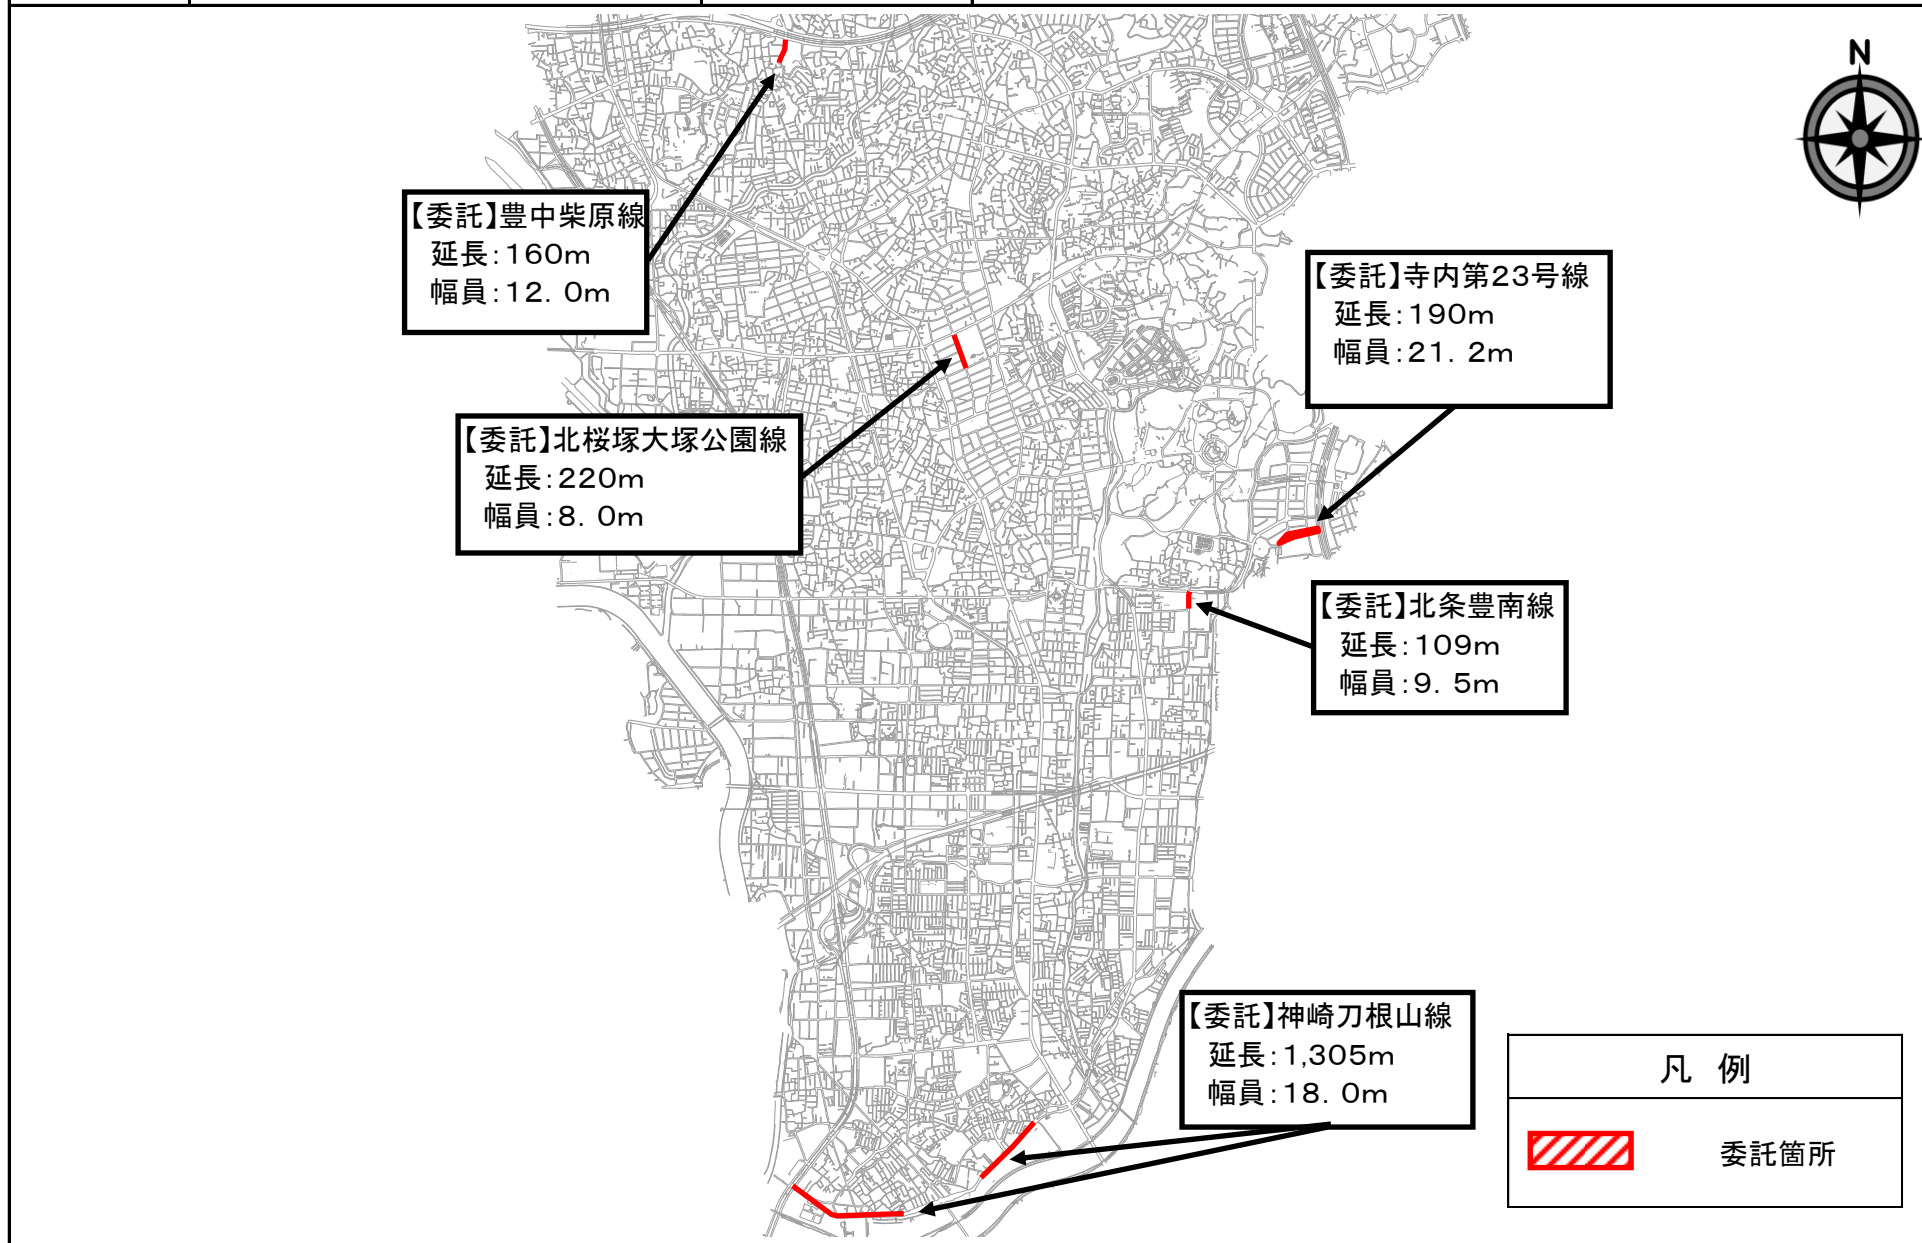 N
【委託】豊中柴原線
延長:160m
幅員:12. 0m
【委託】寺内第23号線
延長:190m
幅員:21. 2m
【委託】北桜塚大塚公園線
延長:220m
幅員:8. 0m
【委託】北条豊南線
延長:109m
幅員:9. 5m
【委託】神崎刀根山線
延長:1,305m
幅員:18. 0m
凡 例
委託箇所